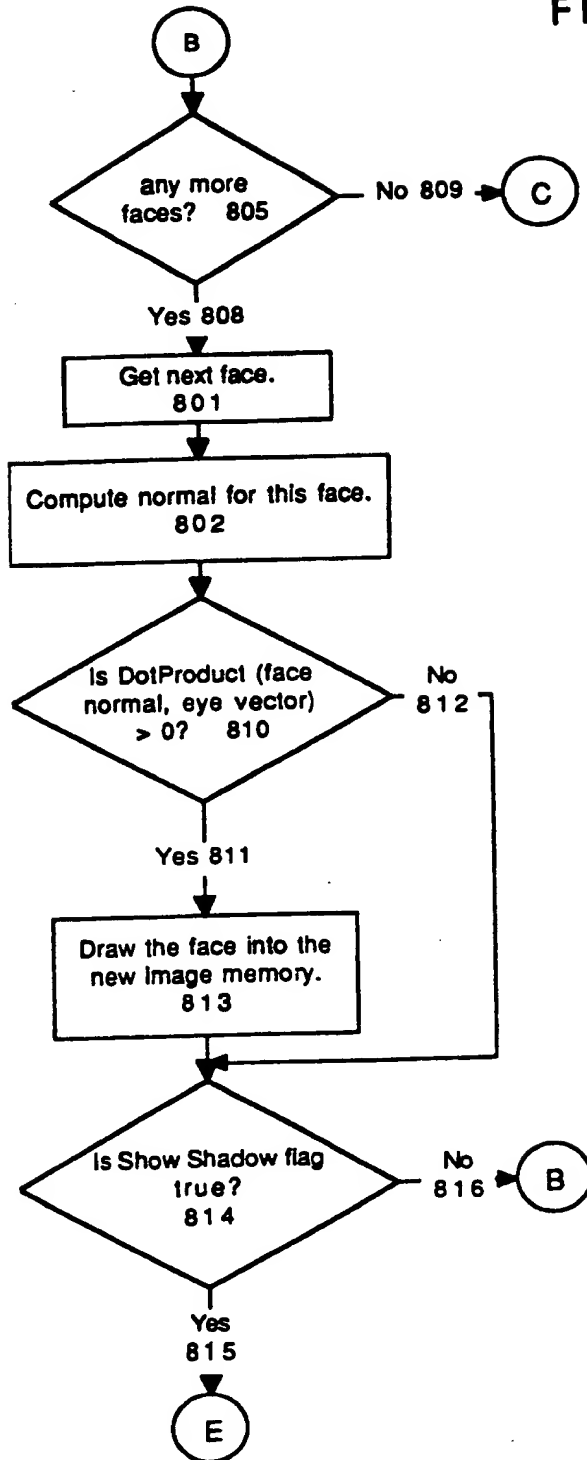 B
any more
faces? 805
No 809
C
Yes 808
Get next face.
801
Compute normal for this face.
802
Is DotProduct (face
normal, eye vector)
> 0? 810
No
812
Yes 811
Draw the face into the
new image memory.
813
Is Show Shadow flag
true?
814
No
816
B
Yes
815
E